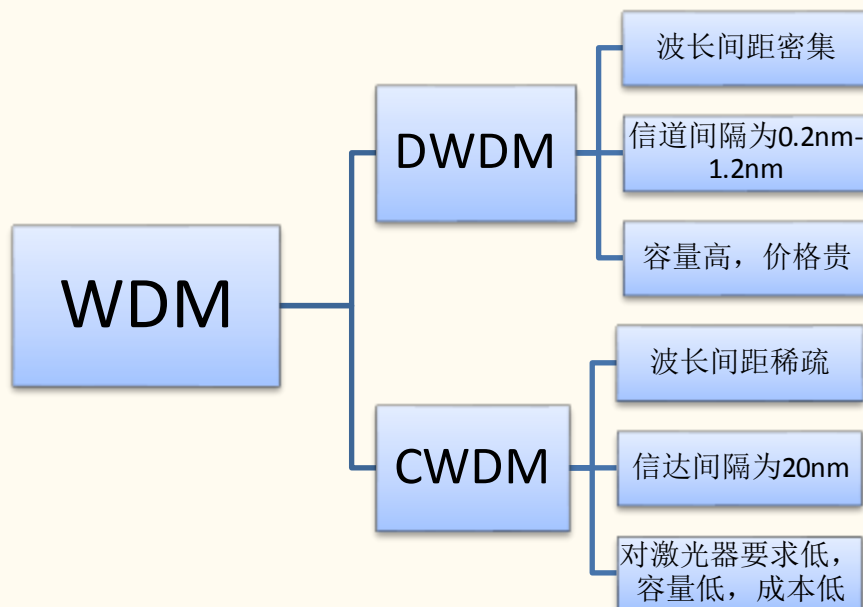 WDM
DWDM
波长间距密集
信道间隔为0.2nm-
1.2nm
容量高，价格贵
CWDM
波长间距稀疏
信达间隔为20nm
对激光器要求低，
容量低，成本低